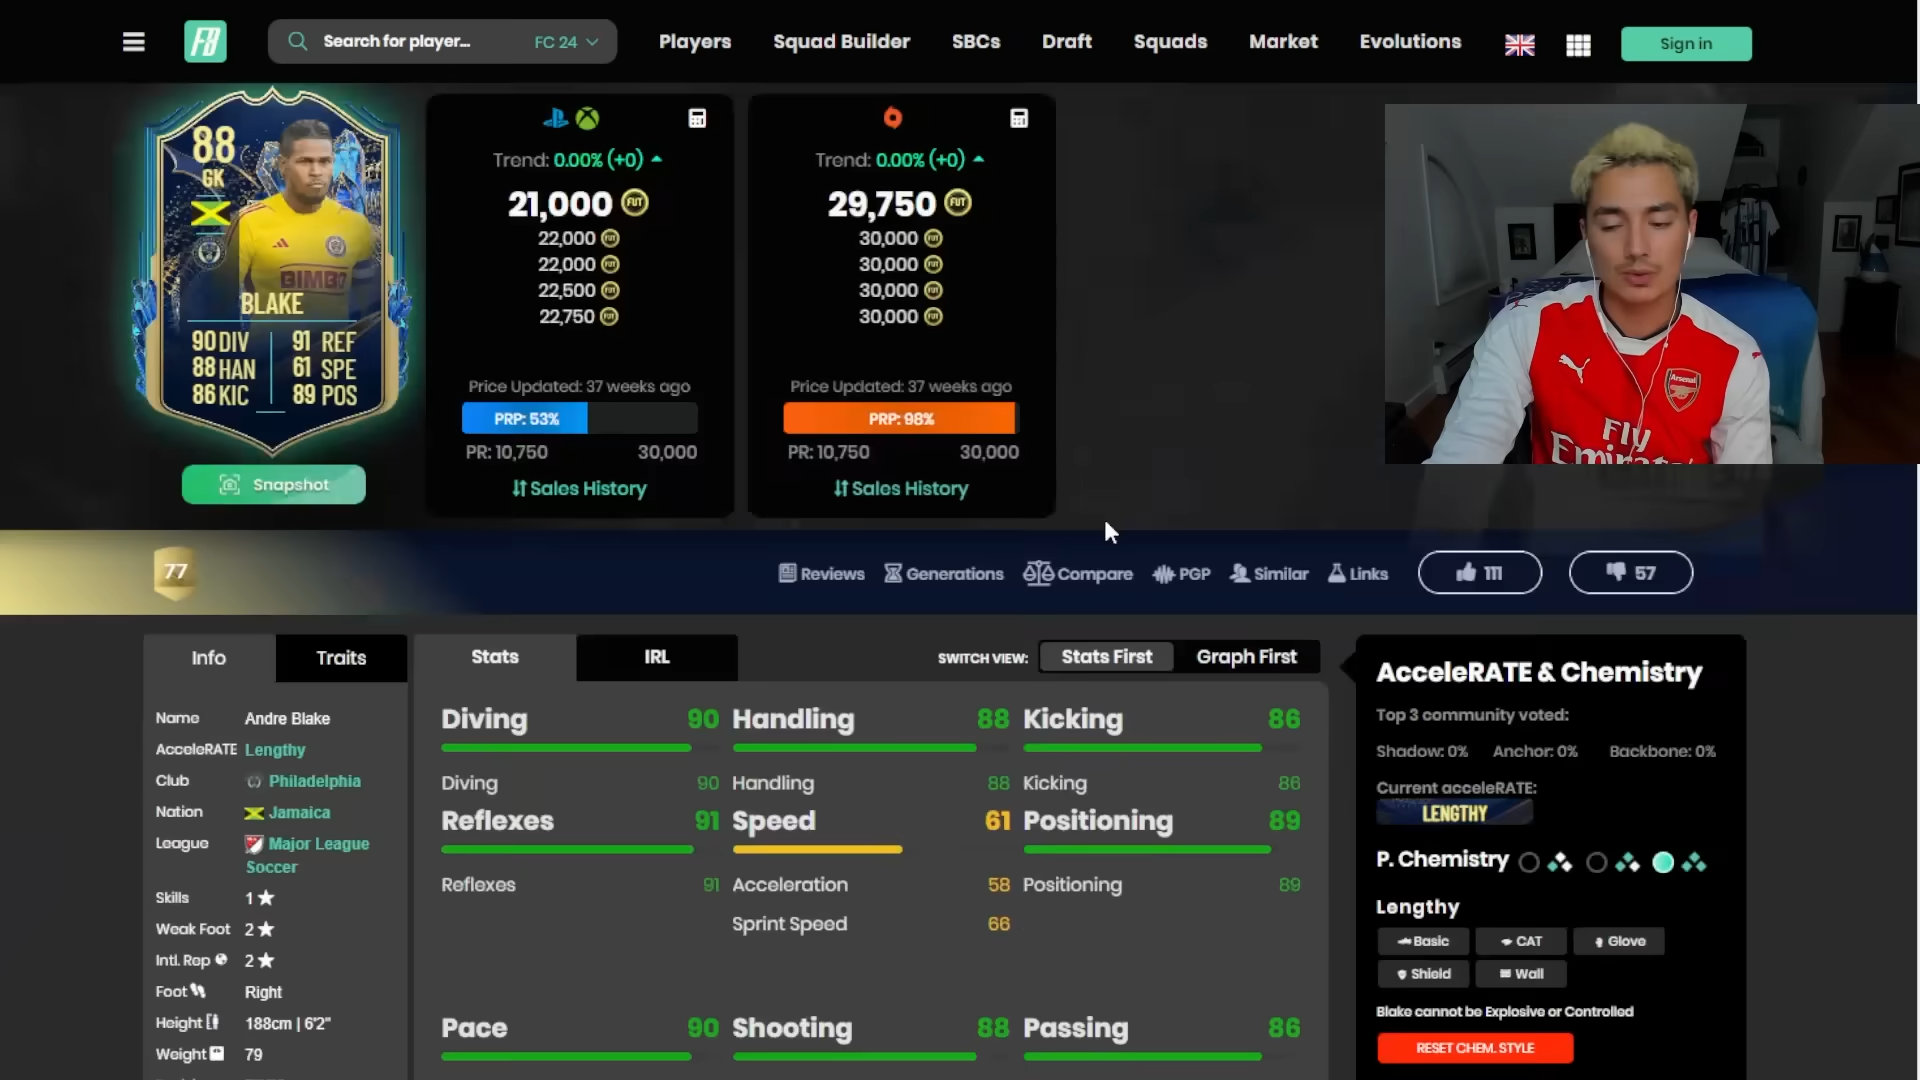 F8
Search for player...
FC 24
Players
Squad Builder
SBCs
Draft
Squads
Market
Evolutions
Sign in
88
GK
BIMBO
BLAKE
90 DIV
91 REF
88 HAN
61 SPE
86 KIC
89 POS
Snapshot
Trend: 0.00% (+0)
21,000 FUT
22,000
22,000
22,500
22,750
Price Updated: 37 weeks ago
PRP: 53%
PR: 10,750
30,000
Sales History
Trend: 0.00% (+0)
29,750 FUT
30,000
30,000
30,000
30,000
Price Updated: 37 weeks ago
PRP: 98%
PR: 10,750
30,000
Sales History
Arsenal
Fly
Emirates
77
Reviews
Generations
Compare
PGP
Similar
Links
111
57
Info
Traits
Name Andre Blake
AcceleRATE Lengthy
Club Philadelphia
Nation Jamaica
League Major League
Soccer
Skills 1
Weak Foot 2
Intl. Rep 2
Foot Right
Height 188cm | 6'2"
Weight 79
Stats
IRL
SWITCH VIEW:
Stats First
Graph First
Diving 90
Handling 88
Kicking 86
Diving 90
Handling 88
Kicking 86
Reflexes 91
Speed 61
Positioning 89
Reflexes 91
Acceleration 58
Positioning 89
Sprint Speed 66
Pace 90
Shooting 88
Passing 86
AcceleRATE & Chemistry
Top 3 community voted:
Shadow: 0% Anchor: 0% Backbone: 0%
Current acceleRATE:
LENGTHY
P. Chemistry
Lengthy
Basic
CAT
Glove
Shield
Wall
Blake cannot be Explosive or Controlled
RESET CHEM. STYLE